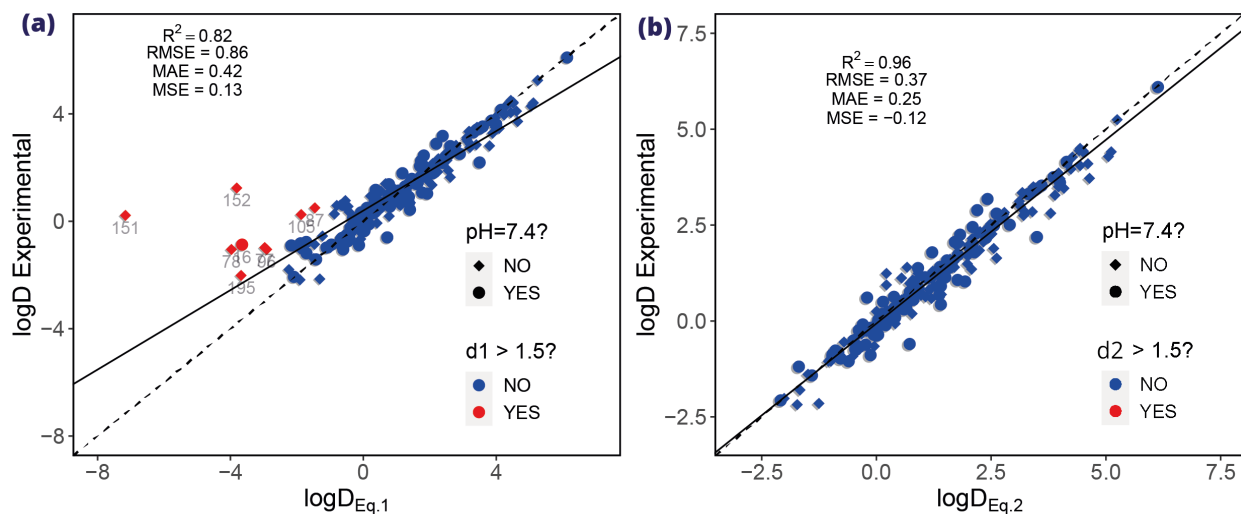 (a)
R² = 0.82
RMSE = 0.86
MAE = 0.42
MSE = 0.13
4
0
−4
−8
logD Experimental
152
151
87
105
78
16
96
195
pH=7.4?
NO
YES
d1 > 1.5?
NO
YES
−8
−4
0
4
logD_Eq.1
(b)
R² = 0.96
RMSE = 0.37
MAE = 0.25
MSE = −0.12
7.5
5.0
2.5
0.0
−2.5
logD Experimental
pH=7.4?
NO
YES
d2 > 1.5?
NO
YES
−2.5
0.0
2.5
5.0
7.5
logD_Eq.2